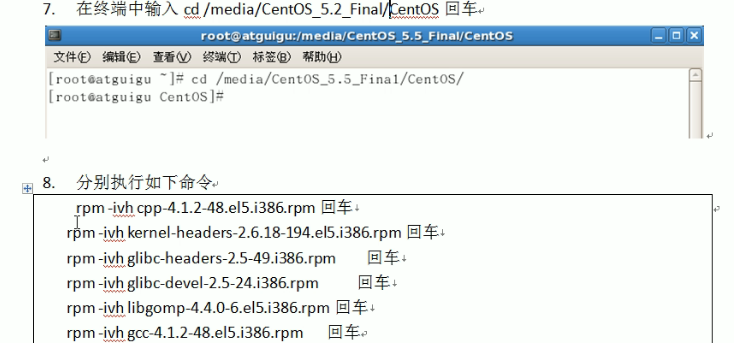 7. 在终端中输入 cd /media/CentOS_5.2_Final/CentOS 回车
root@atguigu:/media/CentOS_5.5_Final/CentOS
文件(F) 编辑(E) 查看(V) 终端(T) 标签(B) 帮助(H)
[root@atguigu ~]# cd /media/CentOS_5.5_Final/CentOS/
[root@atguigu CentOS]#
8. 分别执行如下命令
rpm -ivh cpp-4.1.2-48.el5.i386.rpm 回车
rpm -ivh kernel-headers-2.6.18-194.el5.i386.rpm 回车
rpm -ivh glibc-headers-2.5-49.i386.rpm 回车
rpm -ivh glibc-devel-2.5-24.i386.rpm 回车
rpm -ivh libgomp-4.4.0-6.el5.i386.rpm 回车
rpm -ivh gcc-4.1.2-48.el5.i386.rpm 回车